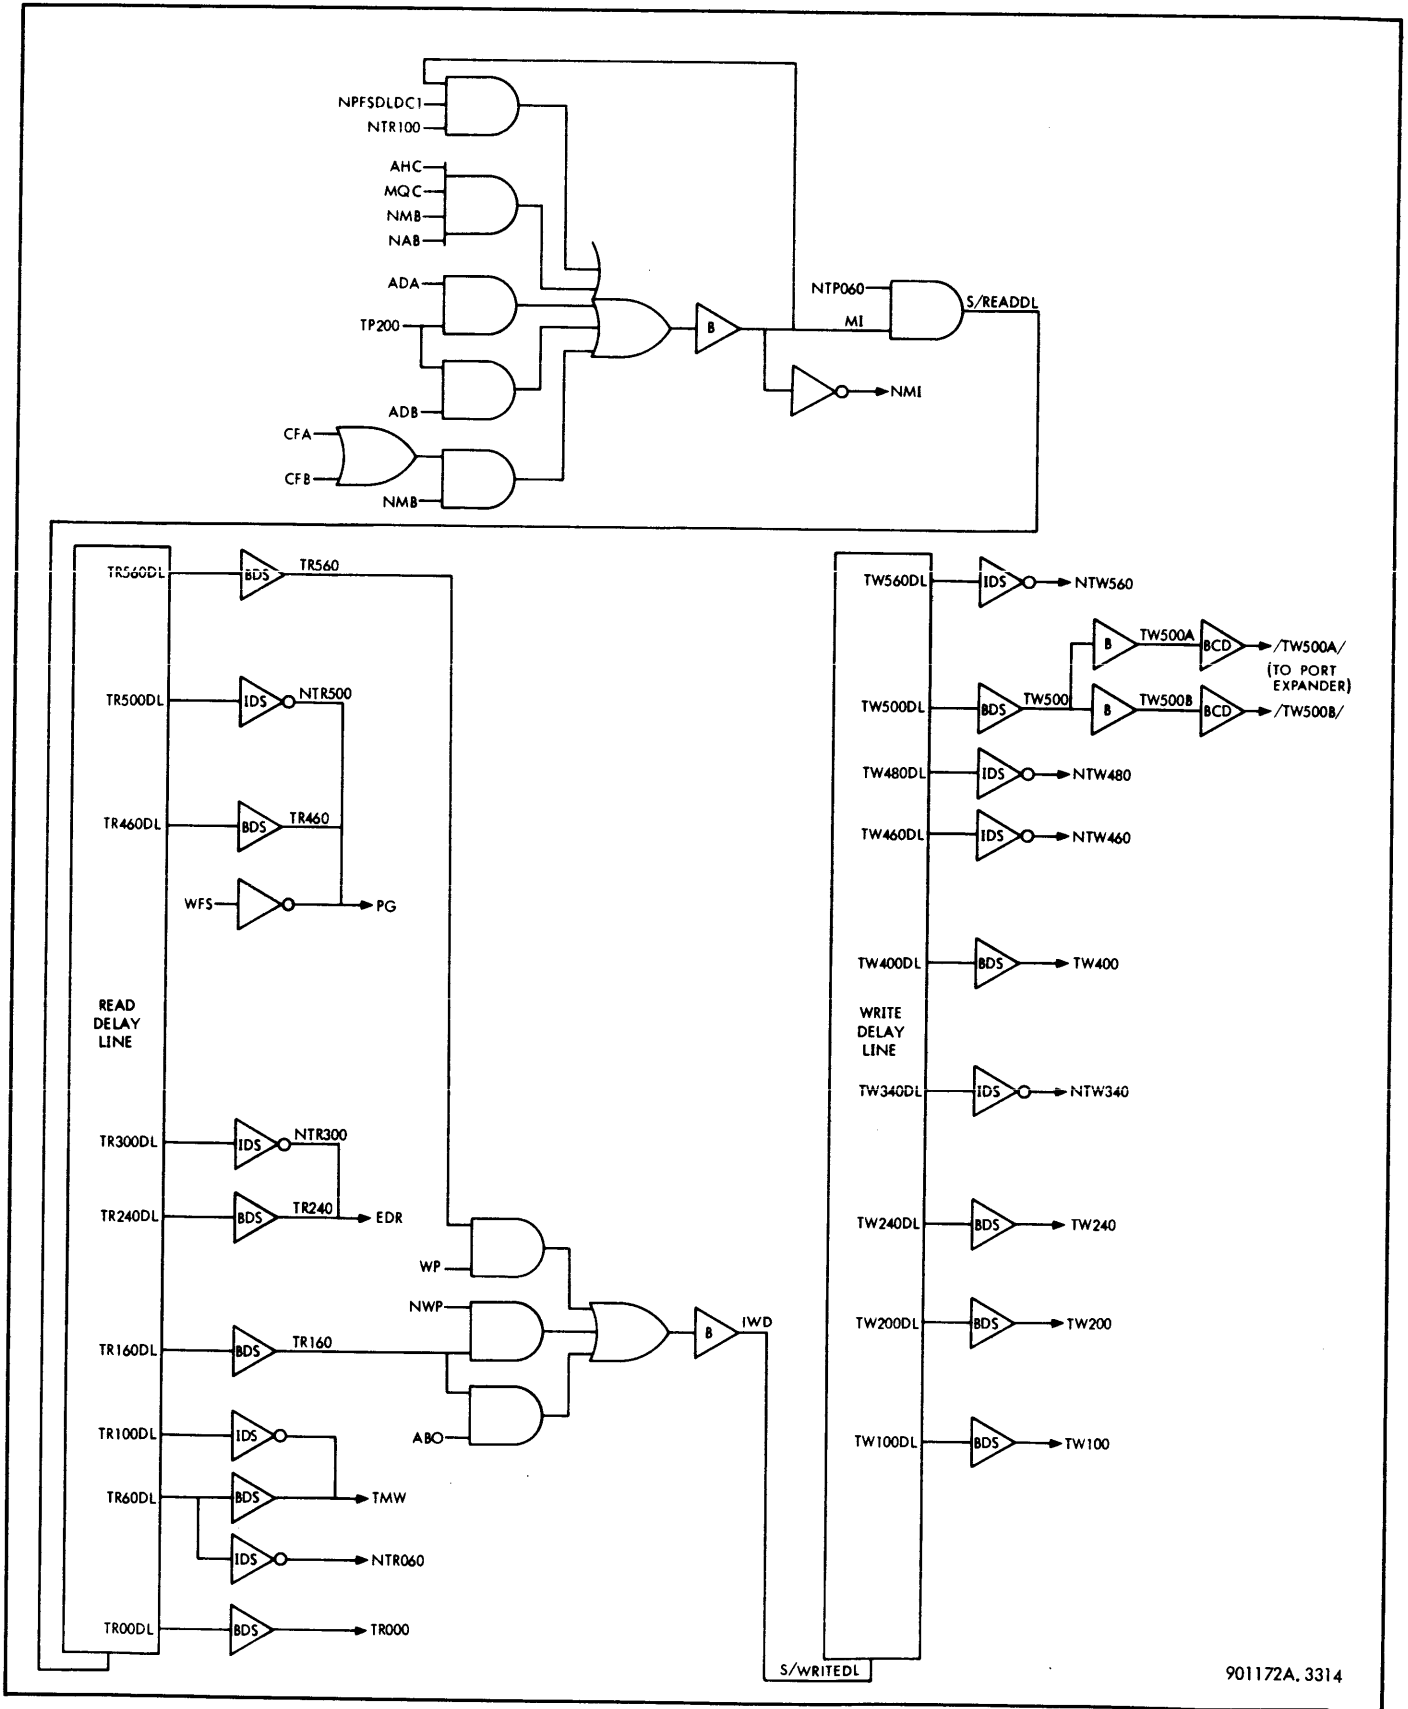 NPFSDLDC1
NTR100
AHC
MQC
NMB
NAB
ADA
TP200
ADB
CFA
CFB
NMB
B
MI
NMI
NTP060
S/READDL
READ
DELAY
LINE
TR560DL
BDS
TR560
TR500DL
IDS
NTR500
TR460DL
BDS
TR460
WFS
PG
TR300DL
IDS
NTR300
TR240DL
BDS
TR240
EDR
WP
NWP
TR160DL
BDS
TR160
B
IWD
TR100DL
IDS
ABO
TR60DL
BDS
TMW
IDS
NTR060
TR00DL
BDS
TR000
S/WRITEDL
WRITE
DELAY
LINE
TW560DL
IDS
NTW560
B
TW500A
BCD
/TW500A/
(TO PORT
EXPANDER)
TW500DL
BDS
TW500
B
TW500B
BCD
/TW500B/
TW480DL
IDS
NTW480
TW460DL
IDS
NTW460
TW400DL
BDS
TW400
TW340DL
IDS
NTW340
TW240DL
BDS
TW240
TW200DL
BDS
TW200
TW100DL
BDS
TW100
901172A. 3314